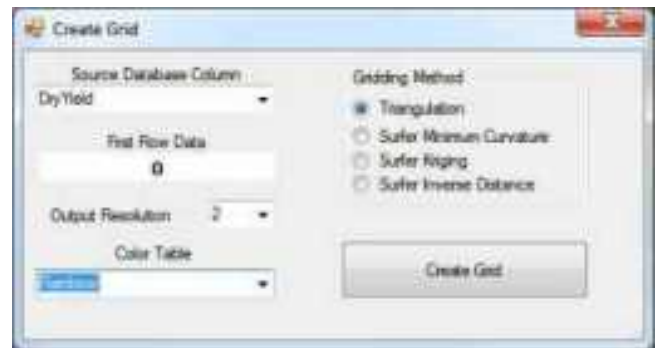 Create Grid
Source Database Column
DryYield
First Row Data
0
Output Resolution 2
Color Table
Gridding Method
Triangulation
Surfer Minimum Curvature
Surfer Kriging
Surfer Inverse Distance
Create Grid